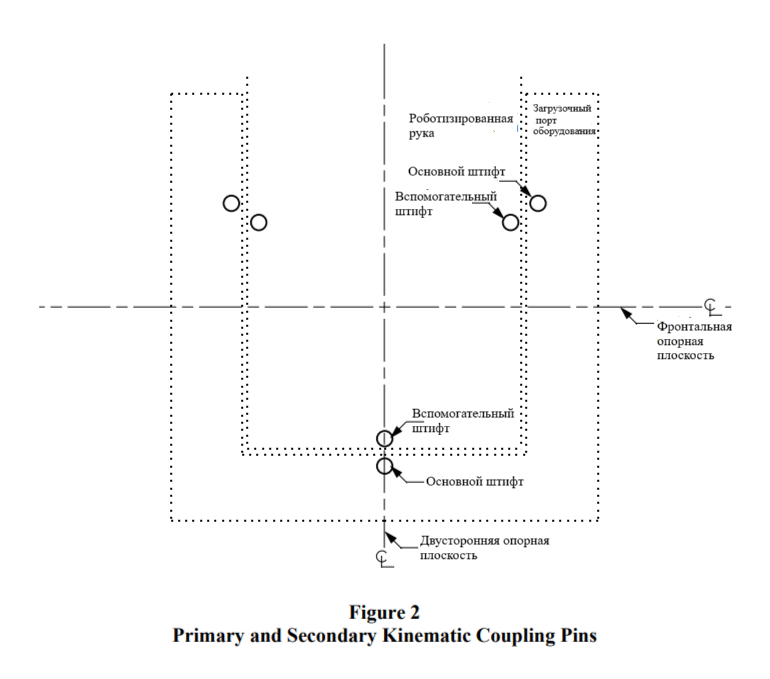 Роботизированная
рука
Загрузочный
порт
оборудования
Основной штифт
Вспомогательный
штифт
℄
Фронтальная
опорная
плоскость
Вспомогательный
штифт
Основной штифт
Двусторонняя опорная
плоскость
℄
Figure 2
Primary and Secondary Kinematic Coupling Pins